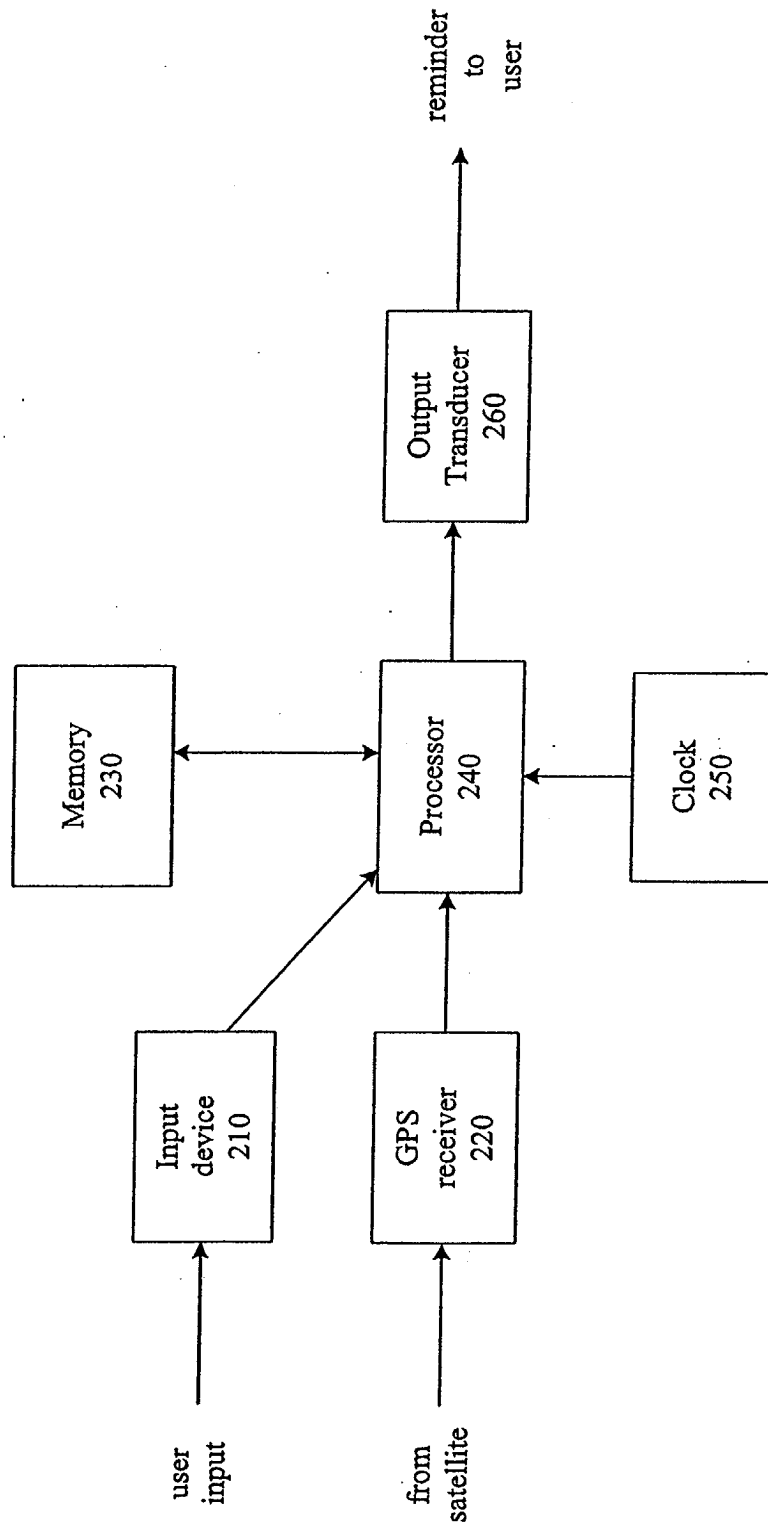 user
input
from
satellite
Input
device
210
GPS
receiver
220
Memory
230
Processor
240
Clock
250
Output
Transducer
260
reminder
to
user